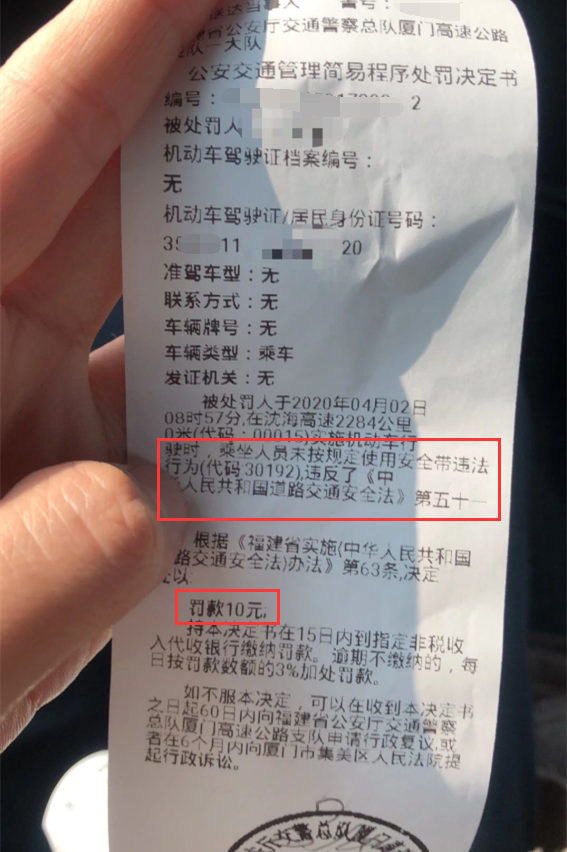 警号:
省公安厅交通警察总队厦门高速公路
队一大队
公安交通管理简易程序处罚决定书
编号: 2
被处罚人
机动车驾驶证档案编号:
无
机动车驾驶证/居民身份证号码:
35 11 20
准驾车型:无
联系方式:无
车辆牌号:无
车辆类型:乘车
发证机关:无
被处罚人于2020年04月02日
08时57分,在沈海高速2284公里
0米(代码:00015)实施机动车行
驶时,乘坐人员未按规定使用安全带违法
行为(代码30192),违反了《中
人民共和国道路交通安全法》第五十一
根据《福建省实施(中华人民共和国
路交通安全法)办法》第63条,决定
以
罚款10元,
持本决定书在15日内到指定非税收
入代收银行缴纳罚款。逾期不缴纳的,每
日按罚款数额的3%加处罚款。
如不服本决定,可以在收到本决定书
之日起60日内向福建省公安厅交通警察
总队厦门高速公路支队申请行政复议,或
者在6个月内向厦门市集美区人民法院提
起行政诉讼。